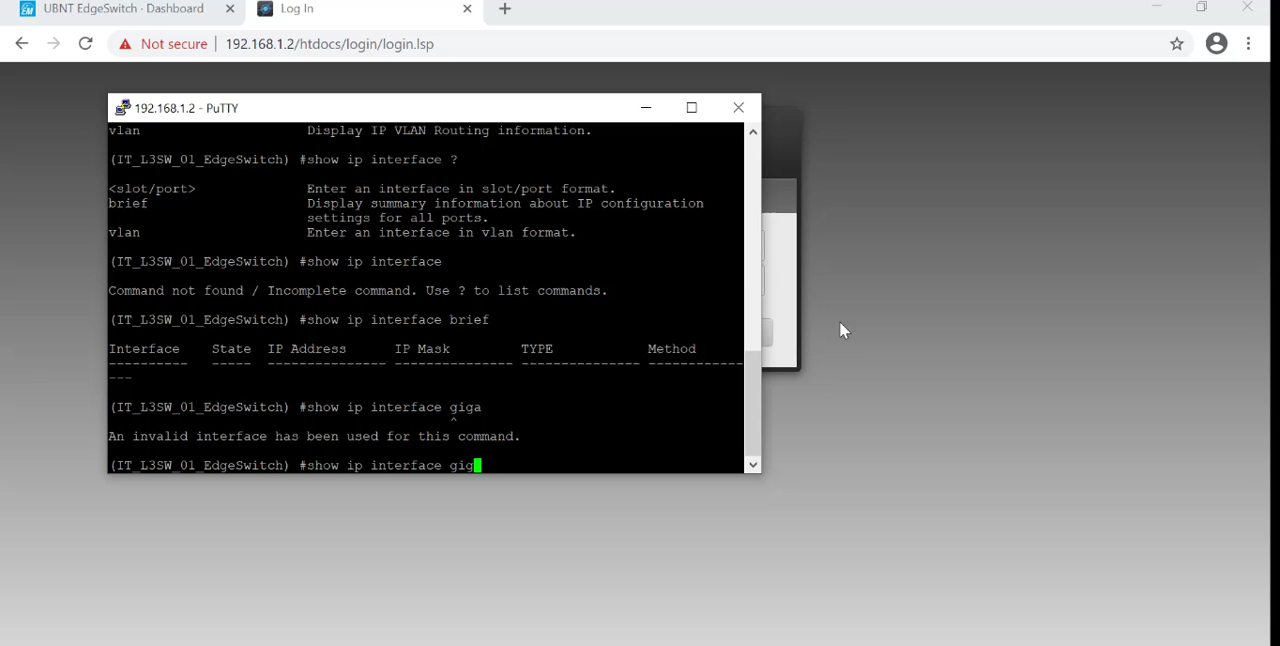 UBNT EdgeSwitch - Dashboard
Log In
Not secure | 192.168.1.2/htdocs/login/login.lsp
192.168.1.2 - PuTTY
vlan                     Display IP VLAN Routing information.
(IT_L3SW_01_EdgeSwitch) #show ip interface ?
<slot/port>              Enter an interface in slot/port format.
brief                    Display summary information about IP configuration
                         settings for all ports.
vlan                     Enter an interface in vlan format.
(IT_L3SW_01_EdgeSwitch) #show ip interface
Command not found / Incomplete command. Use ? to list commands.
(IT_L3SW_01_EdgeSwitch) #show ip interface brief
Interface    State   IP Address      IP Mask         TYPE            Method
----------   -----  --------------- --------------- --------------- ------------
---
(IT_L3SW_01_EdgeSwitch) #show ip interface giga
                                           ^
An invalid interface has been used for this command.
(IT_L3SW_01_EdgeSwitch) #show ip interface gig